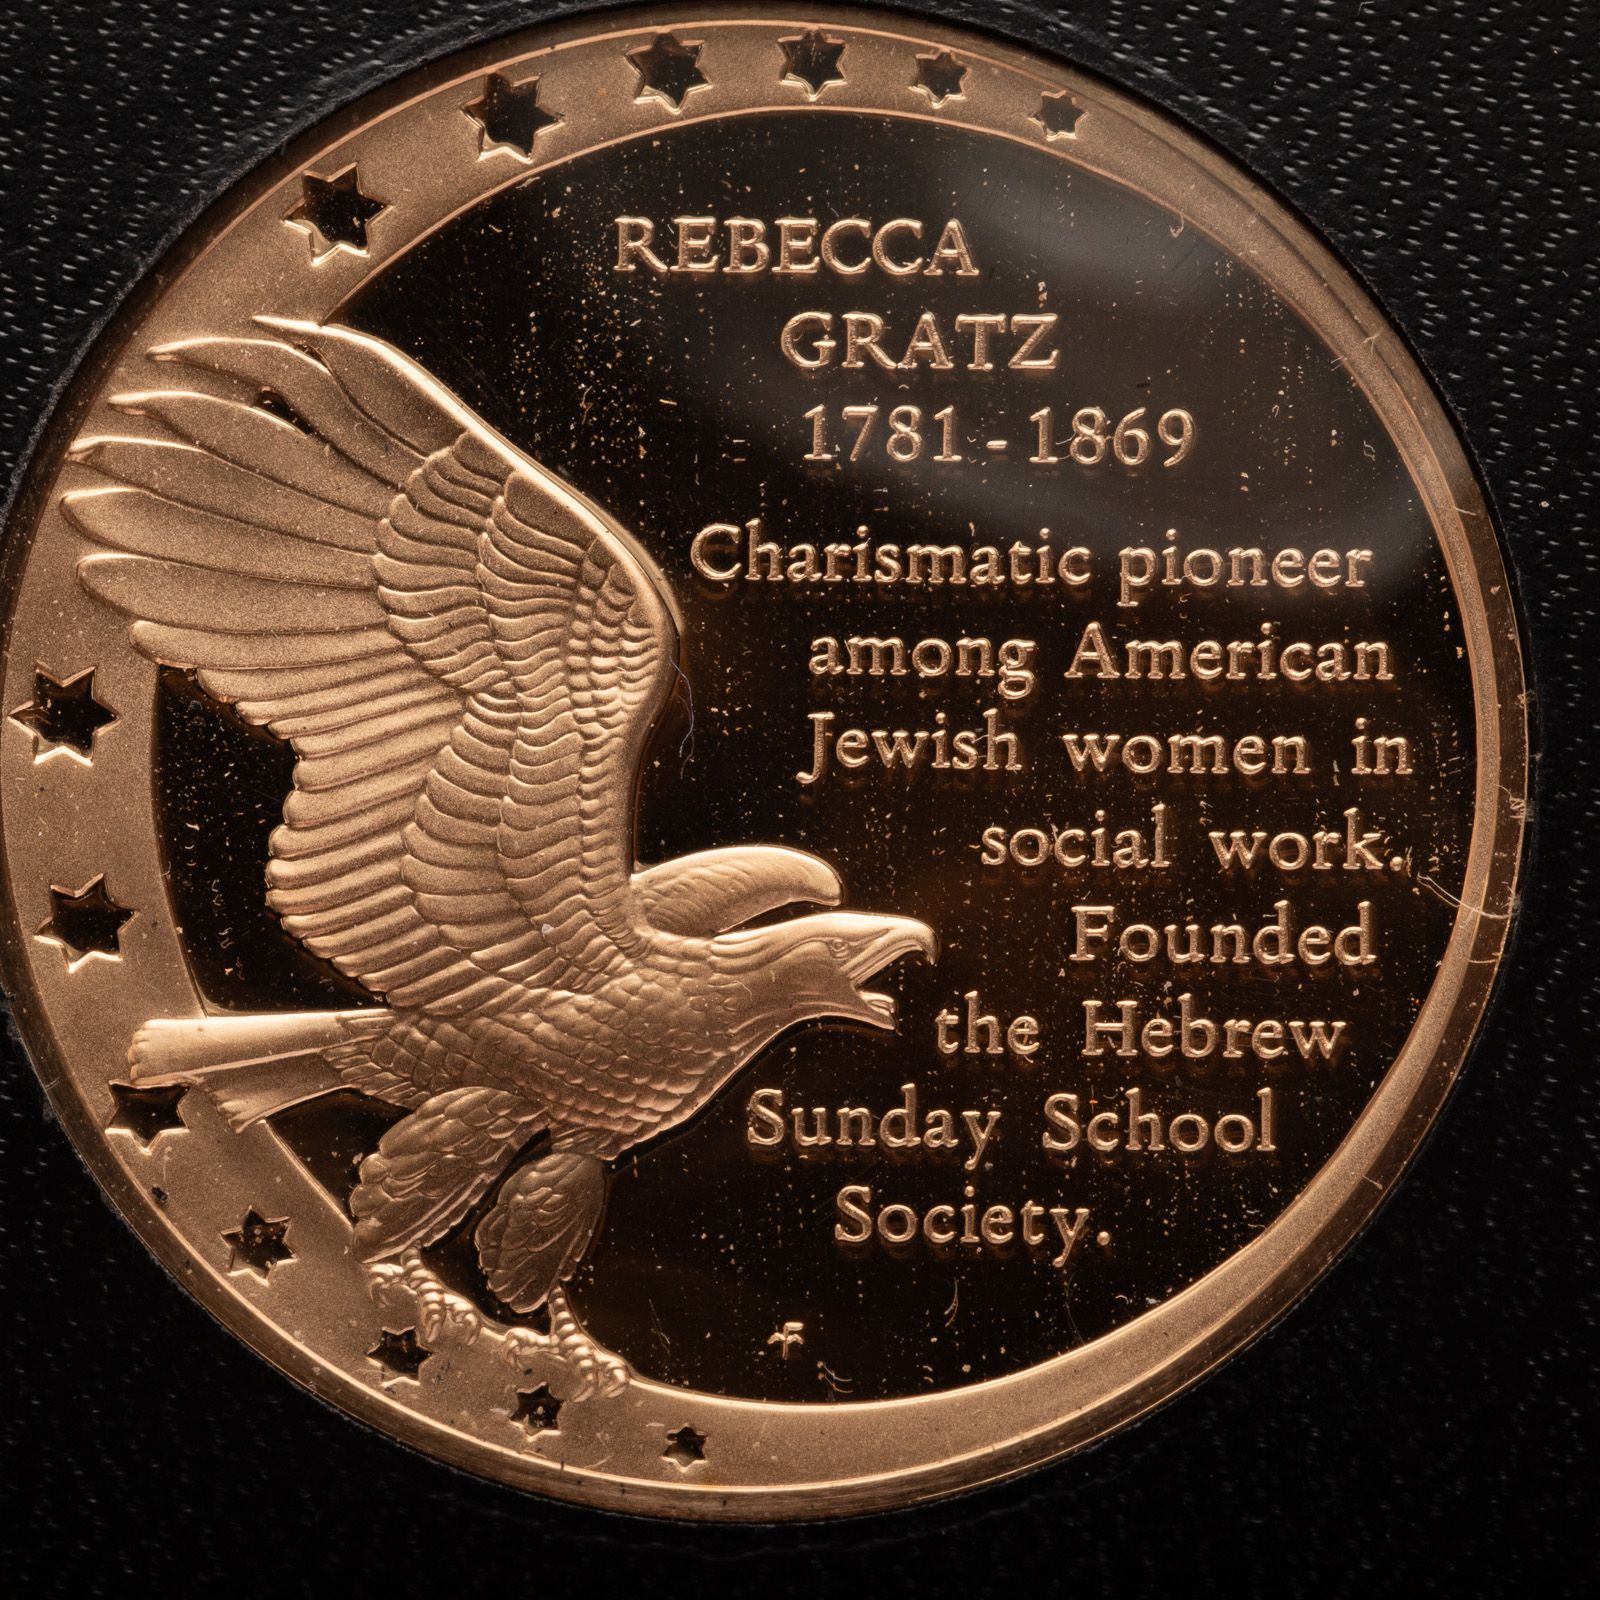 REBECCA
GRATZ
1781-1869
Charismatic pioneer
among American
Jewish women in
social work.
Founded
the Hebrew
Sunday School
Society.